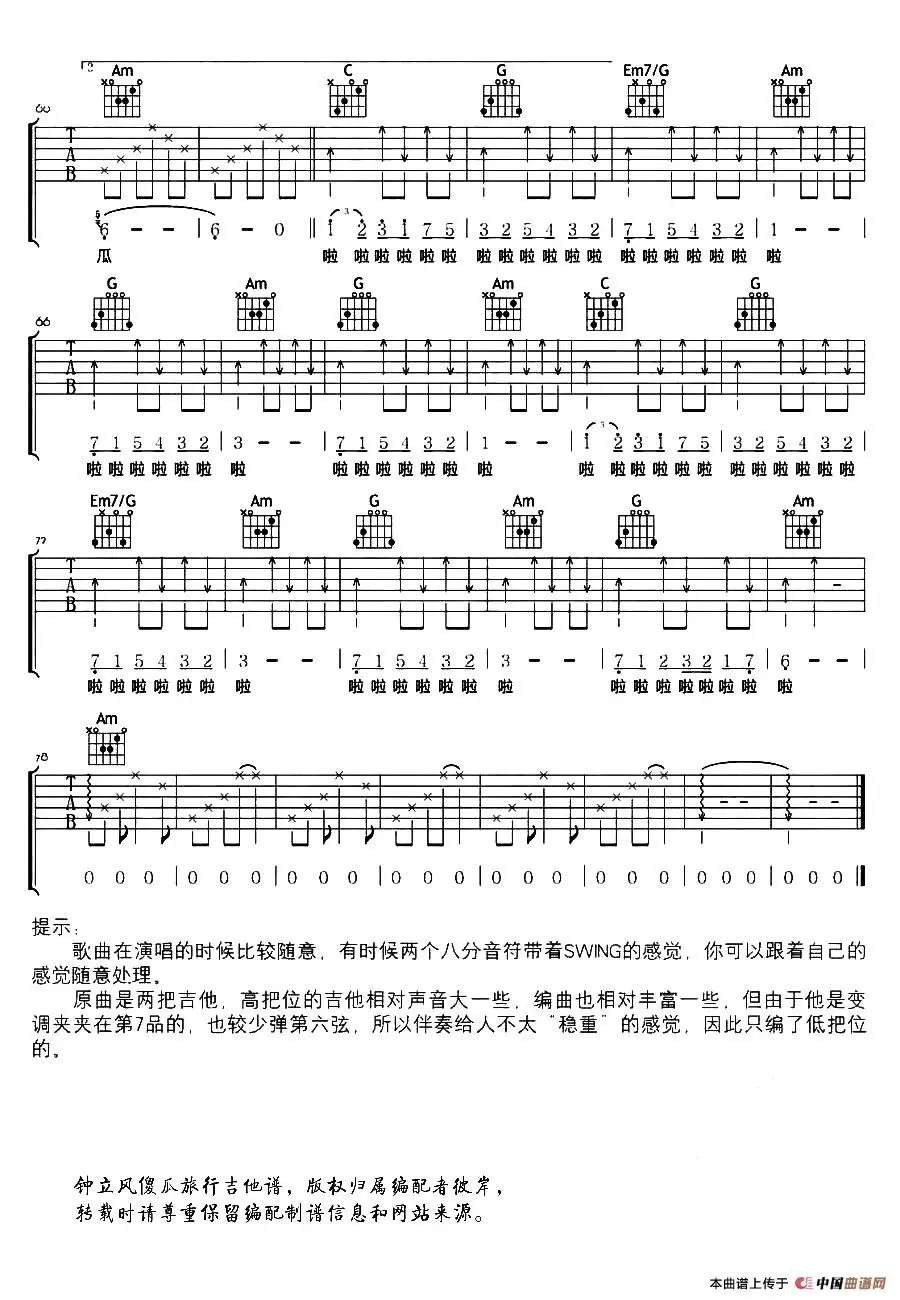 Am C G Em7/G Am
T A B
3 3
6 - - | 6 - 0 ‖ 1 2 3 1 7 5 | 3 2 5 4 3 2 | 7 1 5 4 3 2 | 1 - - |
瓜 啦 啦啦啦啦啦 啦啦啦啦啦啦 啦啦啦啦啦啦 啦
G Am G Am C G
66
T A B
7 1 5 4 3 2 | 3 - - | 7 1 5 4 3 2 | 1 - - | 1 2 3 1 7 5 | 3 2 5 4 3 2
啦啦啦啦啦啦 啦 啦啦啦啦啦啦 啦 啦 啦啦啦啦啦 啦啦啦啦啦啦
Em7/G Am G Am G Am
T A B
7 1 5 4 3 2 | 3 - - | 7 1 5 4 3 2 | 3 - - | 7 1 2 3 2 1 7 | 6 - -
啦啦啦啦啦啦 啦 啦啦啦啦啦啦 啦 啦啦啦啦啦啦啦 啦
Am
78
T A B
0 0 0 | 0 0 0 | 0 0 0 | 0 0 0 | 0 0 0 | 0 0 0 | 0 0 0 | 0 0 0
提示:
歌曲在演唱的时候比较随意，有时候两个八分音符带着SWING的感觉，你可以跟着自己的
感觉随意处理。
原曲是两把吉他，高把位的吉他相对声音大一些，编曲也相对丰富一些，但由于他是变
调夹夹在第7品的，也较少弹第六弦，所以伴奏给人不太“稳重”的感觉，因此只编了低把位
的。
钟立风傻瓜旅行吉他谱，版权归属编配者彼岸，
转载时请尊重保留编配制谱信息和网站来源。
本曲谱上传于 中国曲谱网